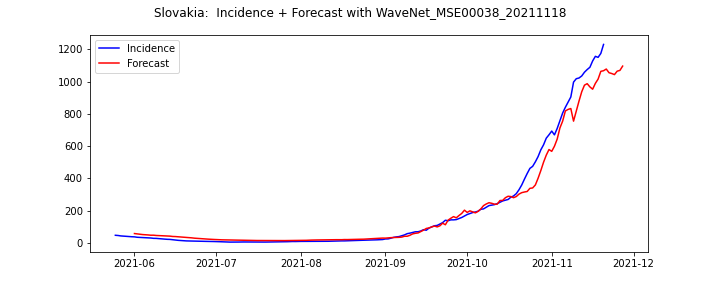 Slovakia:  Incidence + Forecast with WaveNet_MSE00038_20211118
Incidence
Forecast
1200
1000
800
600
400
200
0
2021-06 2021-07 2021-08 2021-09 2021-10 2021-11 2021-12